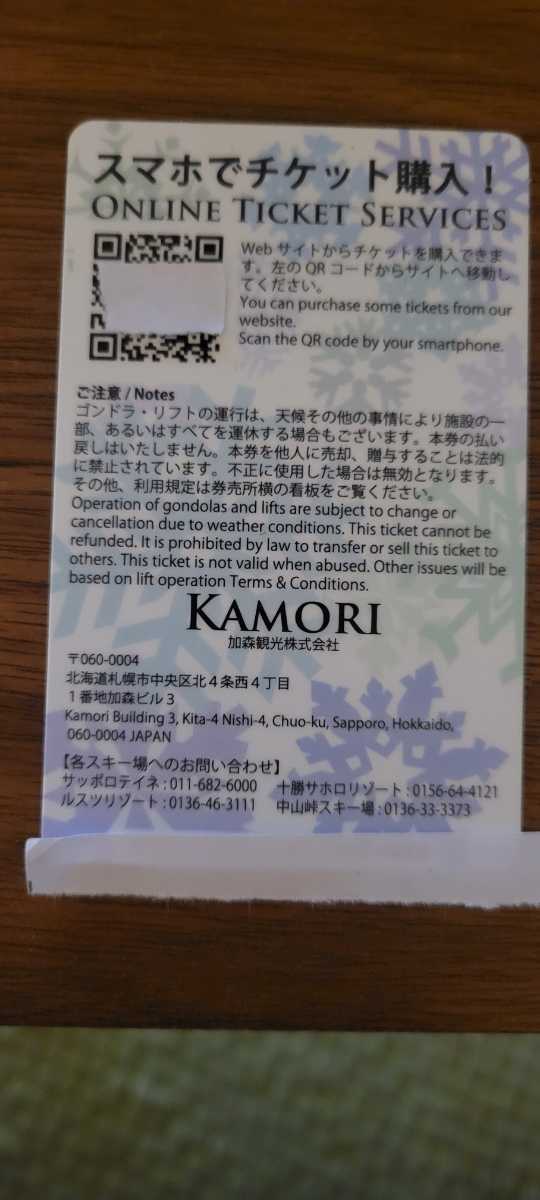 スマホでチケット購入！
ONLINE TICKET SERVICES
Web サイトからチケットを購入できま
す。左の QR コードからサイトへ移動し
てください。
You can purchase some tickets from our
website.
Scan the QR code by your smartphone.
ご注意 / Notes
ゴンドラ・リフトの運行は、天候その他の事情により施設の一
部、あるいはすべてを運休する場合もございます。本券の払い
戻しはいたしません。本券を他人に売却、贈与することは法的
に禁止されています。不正に使用した場合は無効となります。
その他、利用規定は券売所横の看板をご覧ください。
Operation of gondolas and lifts are subject to change or
cancellation due to weather conditions. This ticket cannot be
refunded. It is prohibited by law to transfer or sell this ticket to
others. This ticket is not valid when abused. Other issues will be
based on lift operation Terms & Conditions.
KAMORI
加森観光株式会社
〒060-0004
北海道札幌市中央区北４条西４丁目
１番地加森ビル３
Kamori Building 3, Kita-4 Nishi-4, Chuo-ku, Sapporo, Hokkaido,
060-0004 JAPAN
【各スキー場へのお問い合わせ】
サッポロテイネ : 011-682-6000 十勝サホロリゾート : 0156-64-4121
ルスツリゾート : 0136-46-3111 中山峠スキー場 : 0136-33-3373